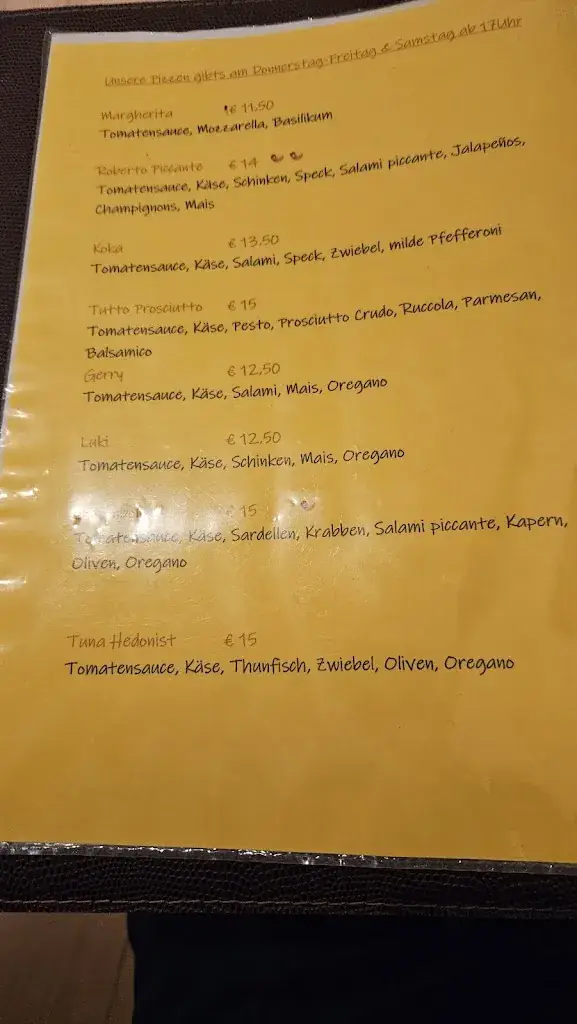 Unsere Pizzen gibts am Donnerstag, Freitag & Samstag ab 17Uhr
Margherita € 11,50
Tomatensauce, Mozzarella, Basilikum
Roberto Piccante € 14
Tomatensauce, Käse, Schinken, Speck, Salami piccante, Jalapeños,
Champignons, Mais
Koka € 13,50
Tomatensauce, Käse, Salami, Speck, Zwiebel, milde Pfefferoni
Tutto Prosciutto € 15
Tomatensauce, Käse, Pesto, Prosciutto Crudo, Ruccola, Parmesan,
Balsamico
Gerry € 12,50
Tomatensauce, Käse, Salami, Mais, Oregano
Luki € 12,50
Tomatensauce, Käse, Schinken, Mais, Oregano
€ 15
Tomatensauce, Käse, Sardellen, Krabben, Salami piccante, Kapern,
Oliven, Oregano
Tuna Hedonist € 15
Tomatensauce, Käse, Thunfisch, Zwiebel, Oliven, Oregano